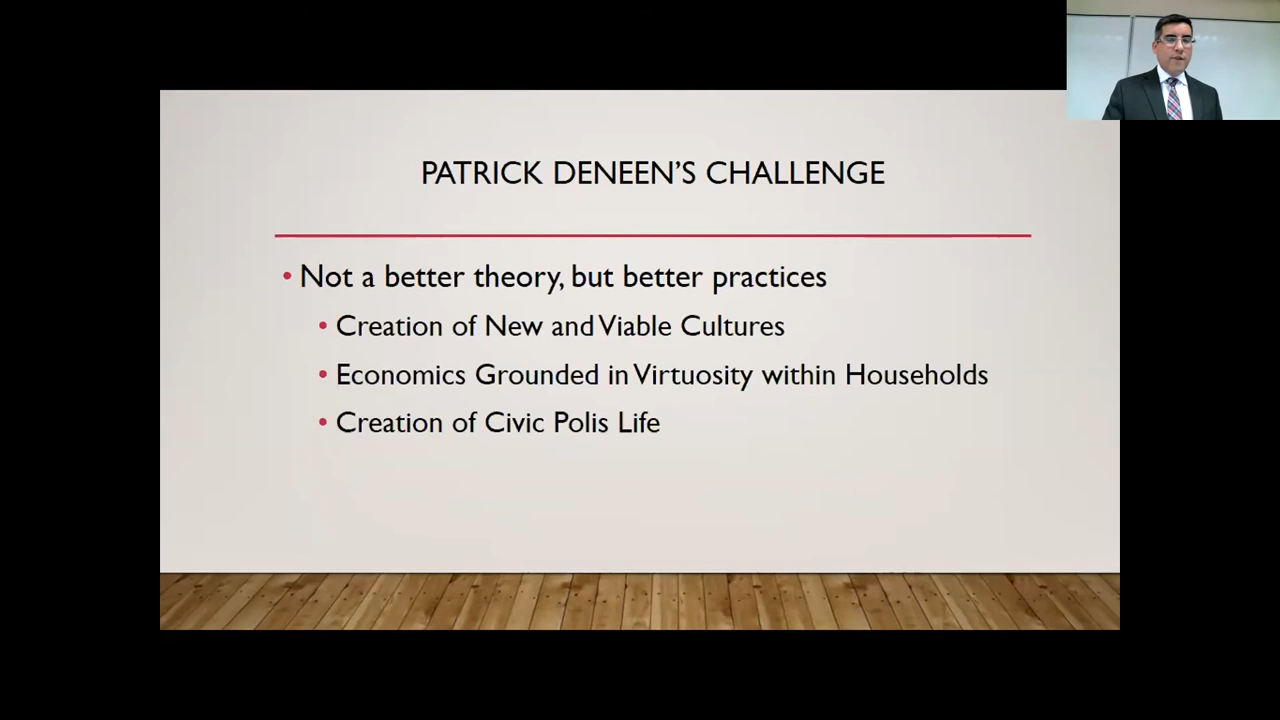 PATRICK DENEEN'S CHALLENGE
• Not a better theory, but better practices
• Creation of New and Viable Cultures
• Economics Grounded in Virtuosity within Households
• Creation of Civic Polis Life